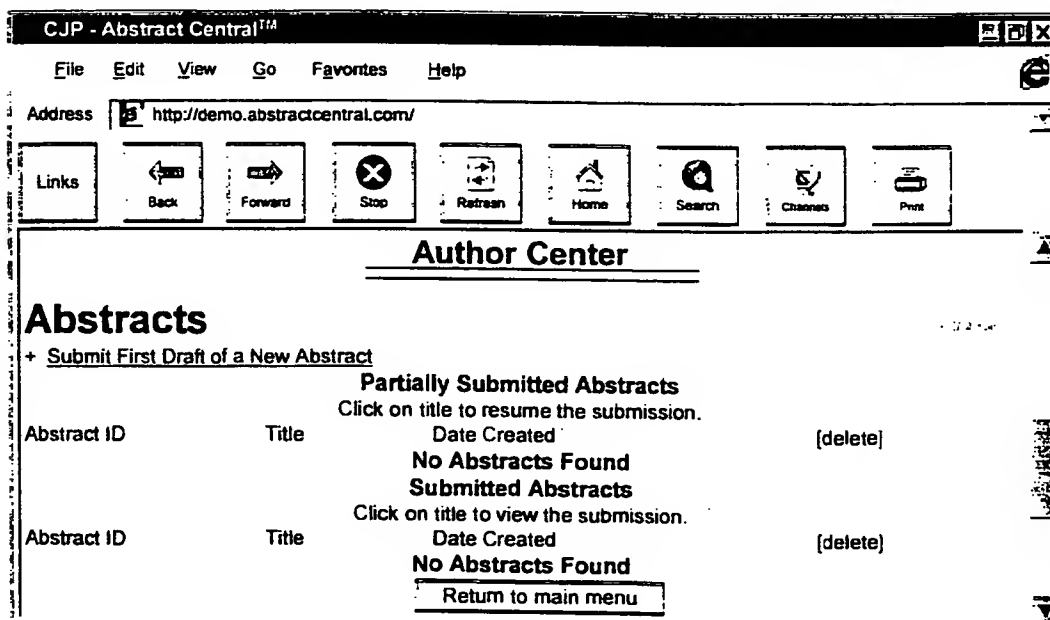 CJP - Abstract Central™
File Edit View Go Favorites Help
Address http://demo.abstractcentral.com/
Links Back Forward Stop Refresh Home Search Channels Print
Author Center
Abstracts
+ Submit First Draft of a New Abstract
Partially Submitted Abstracts
Click on title to resume the submission.
Abstract ID Title Date Created [delete]
No Abstracts Found
Submitted Abstracts
Click on title to view the submission.
Abstract ID Title Date Created [delete]
No Abstracts Found
Return to main menu